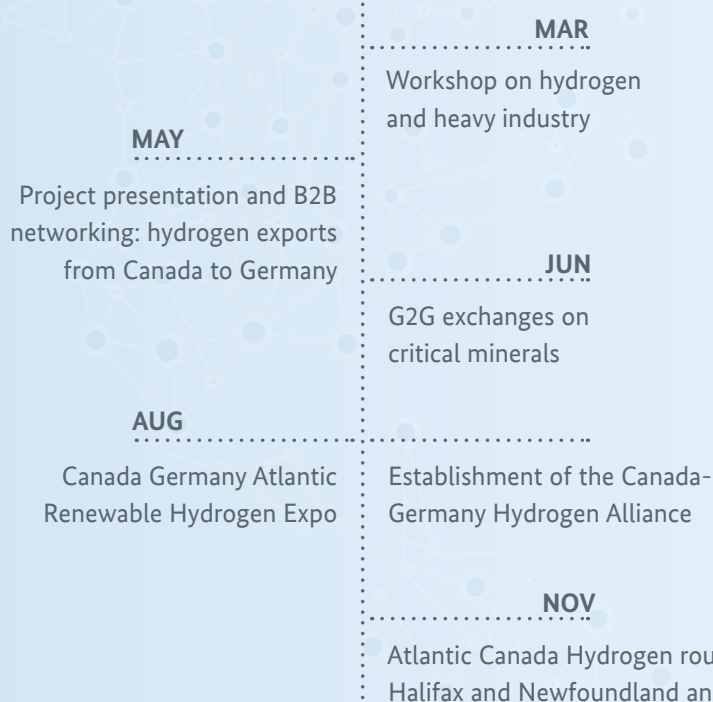 MAR
Workshop on hydrogen
and heavy industry
MAY
Project presentation and B2B
networking: hydrogen exports
from Canada to Germany
JUN
G2G exchanges on
critical minerals
AUG
Canada Germany Atlantic
Renewable Hydrogen Expo
Establishment of the Canada-
Germany Hydrogen Alliance
NOV
Atlantic Canada Hydrogen
Halifax and Newfoundland